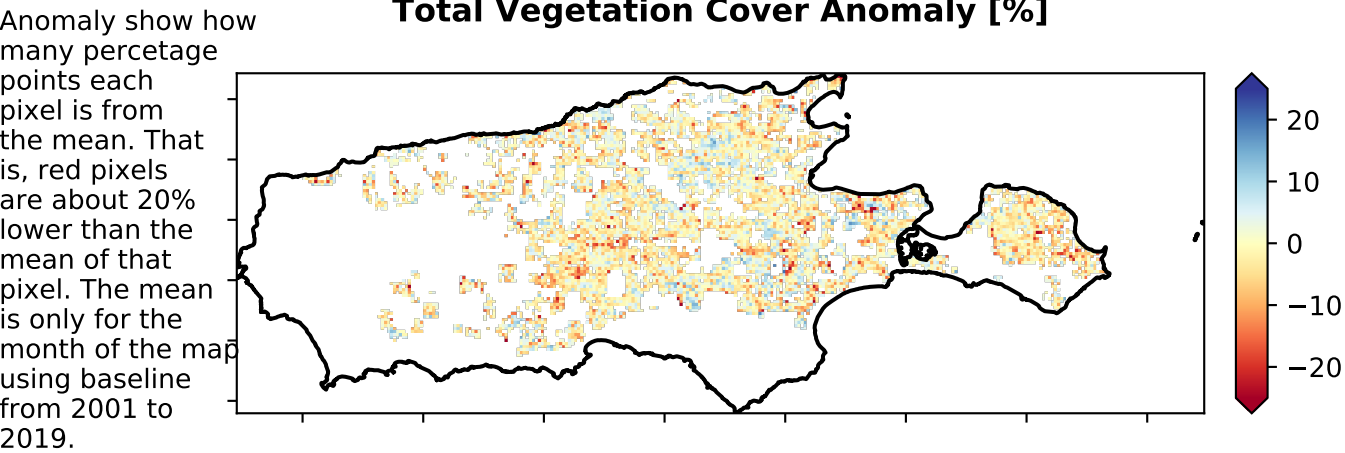 Total Vegetation Cover Anomaly [%]
Anomaly show how
many percetage
points each
pixel is from
the mean. That
is, red pixels
are about 20%
lower than the
mean of that
pixel. The mean
is only for the
month of the map
using baseline
from 2001 to
2019.
20
10
0
−10
−20